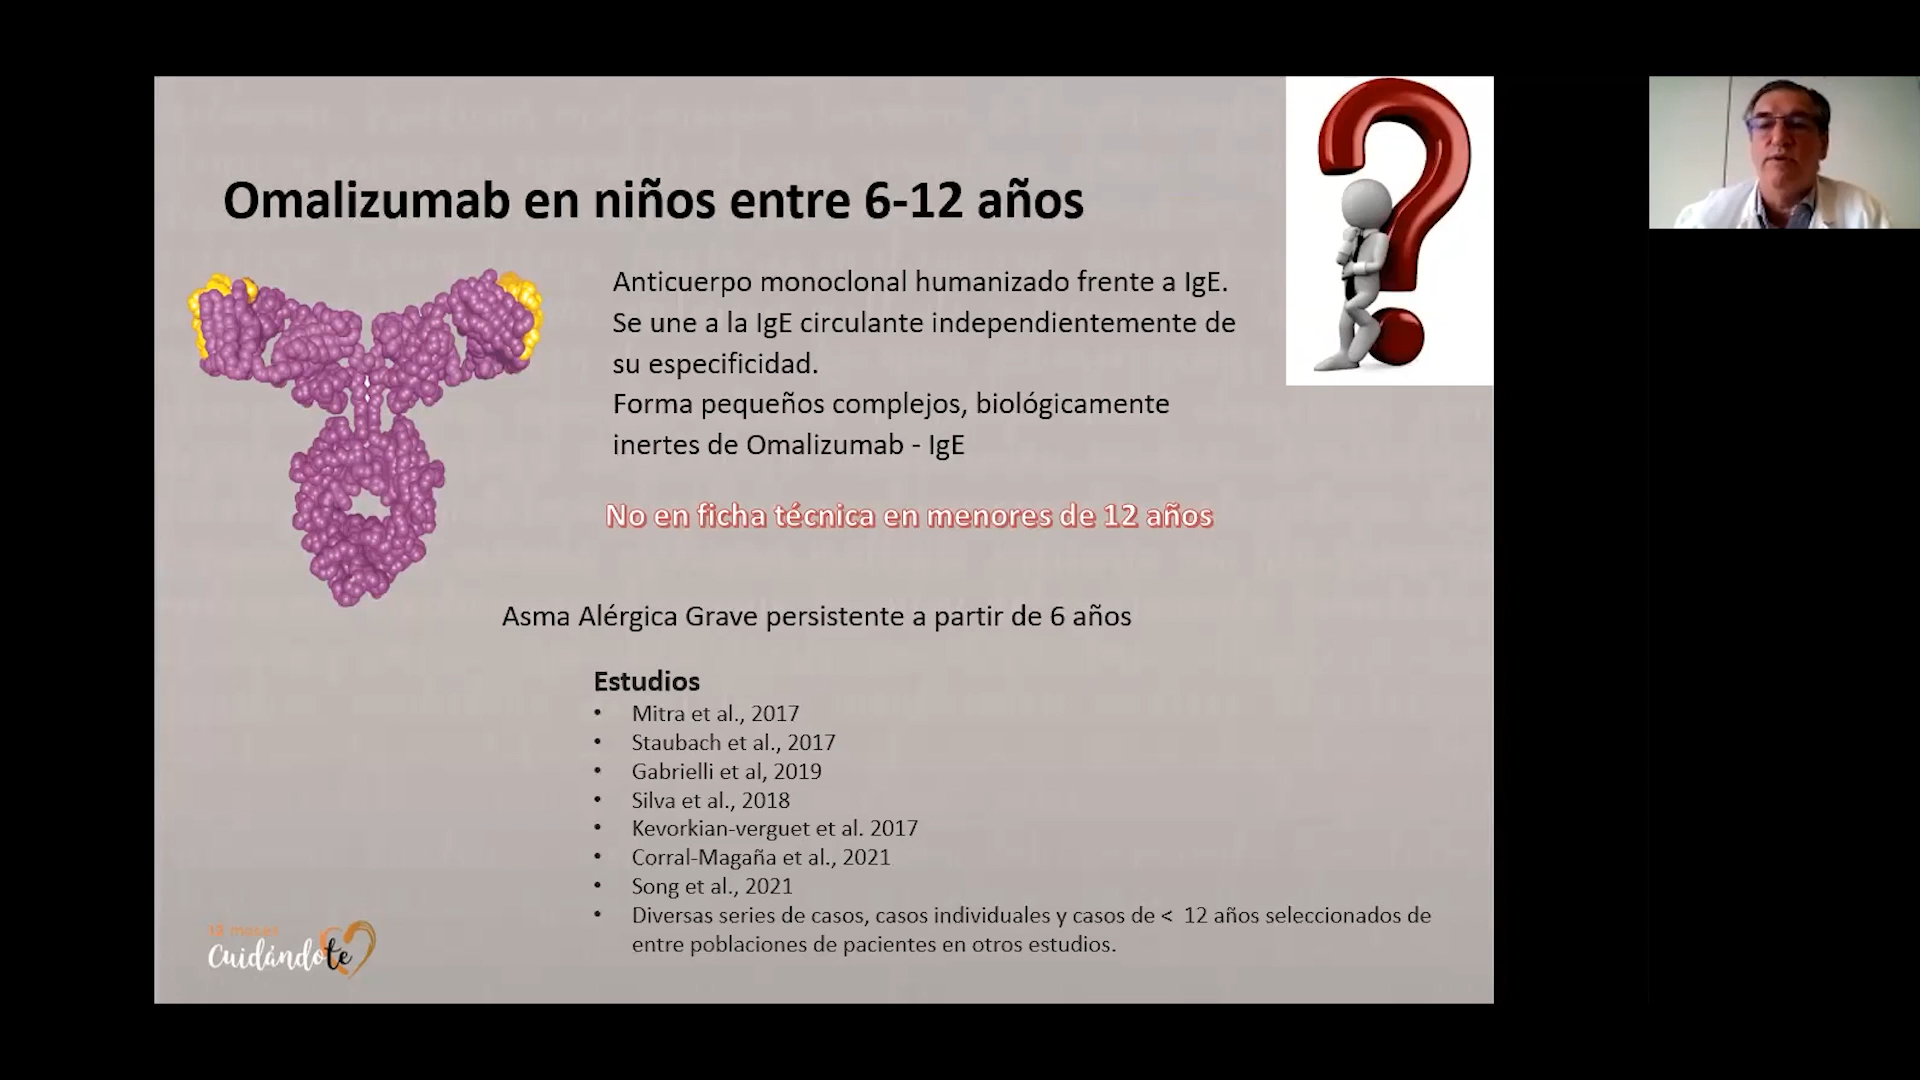 Omalizumab en niños entre 6-12 años
Anticuerpo monoclonal humanizado frente a IgE.
Se une a la IgE circulante independientemente de
su especificidad.
Forma pequeños complejos, biológicamente
inertes de Omalizumab - IgE
No en ficha técnica en menores de 12 años
Asma Alérgica Grave persistente a partir de 6 años
Estudios
• Mitra et al., 2017
• Staubach et al., 2017
• Gabrielli et al, 2019
• Silva et al., 2018
• Kevorkian-verguet et al. 2017
• Corral-Magaña et al., 2021
• Song et al., 2021
• Diversas series de casos, casos individuales y casos de < 12 años seleccionados de
entre poblaciones de pacientes en otros estudios.
12 meses
Cuidándote